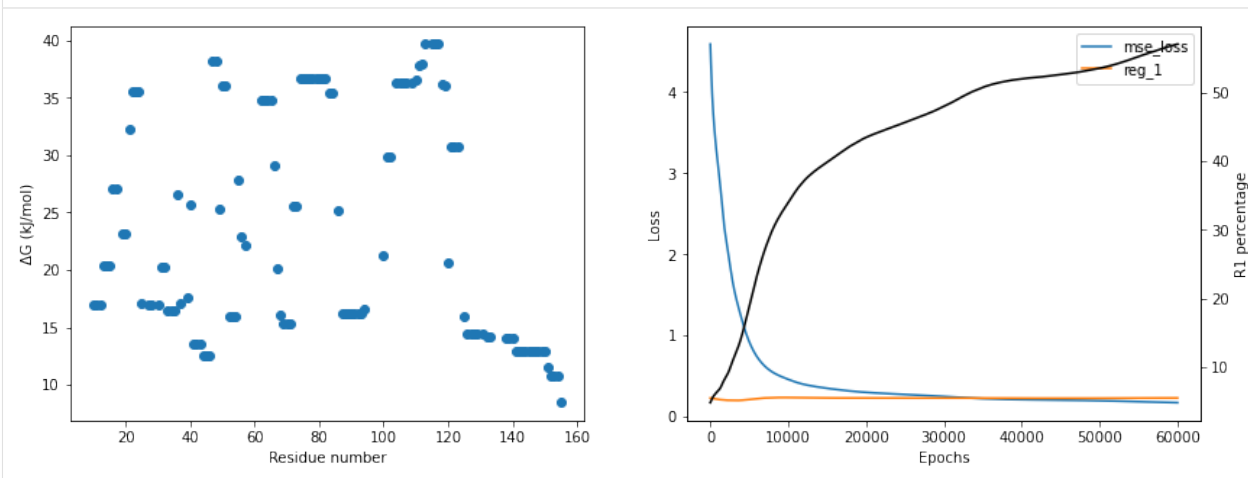 40
35
30
25
20
15
10
ΔG (kJ/mol)
20 40 60 80 100 120 140 160
Residue number
mse_loss
reg_1
4
3
2
1
0
Loss
50
40
30
20
10
R1 percentage
0 10000 20000 30000 40000 50000 60000
Epochs